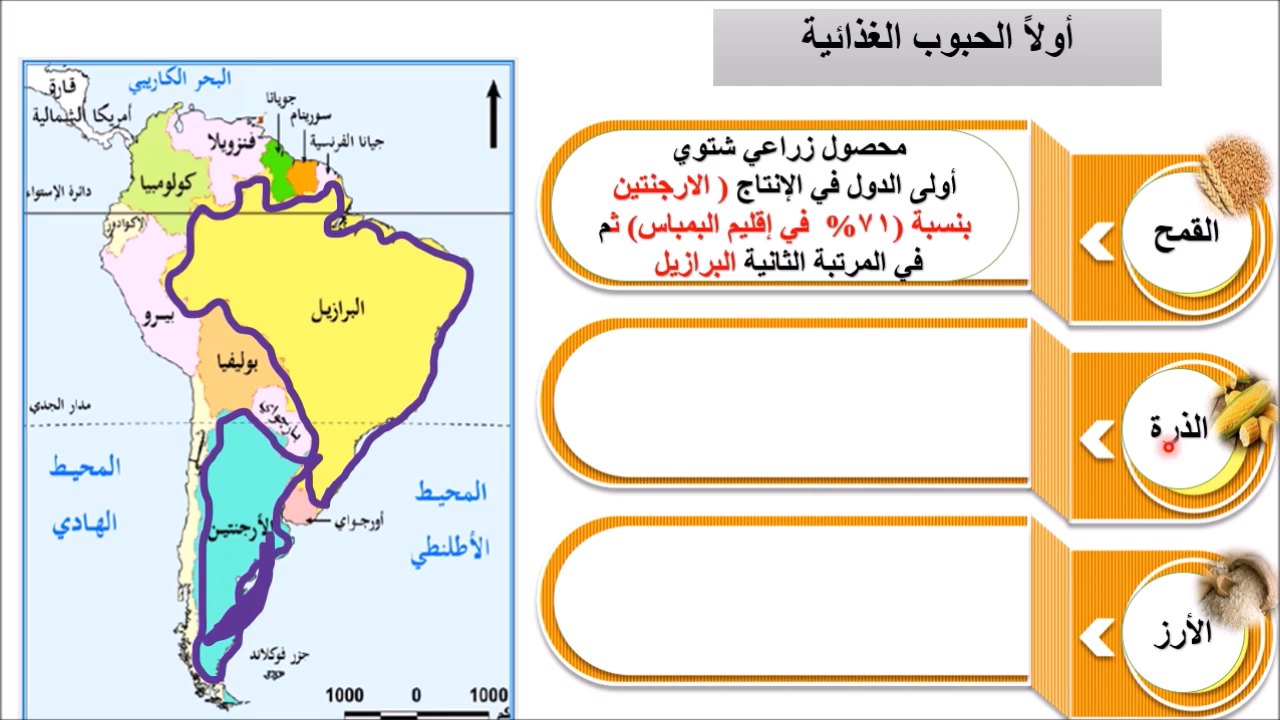 أولاً الحبوب الغذائية
القمح
محصول زراعي شتوي
أولى الدول في الإنتاج ( الارجنتين
بنسبة (٧١% في إقليم البمباس) ثم
في المرتبة الثانية البرازيل
الذرة
الأرز
البحر الكاريبي
قارة
أمريكا الشمالية
جويانا
سورينام
جيانا الفرنسية
فنزويلا
كولومبيا
دائرة الإستواء
الاكوادور
بيرو
البرازيل
بوليفيا
مدار الجدي
باراجواي
المحيط
الهادي
المحيط
الأطلنطي
أورجواي
الأرجنتين
جزر فوكلاند
1000 0 1000
كم